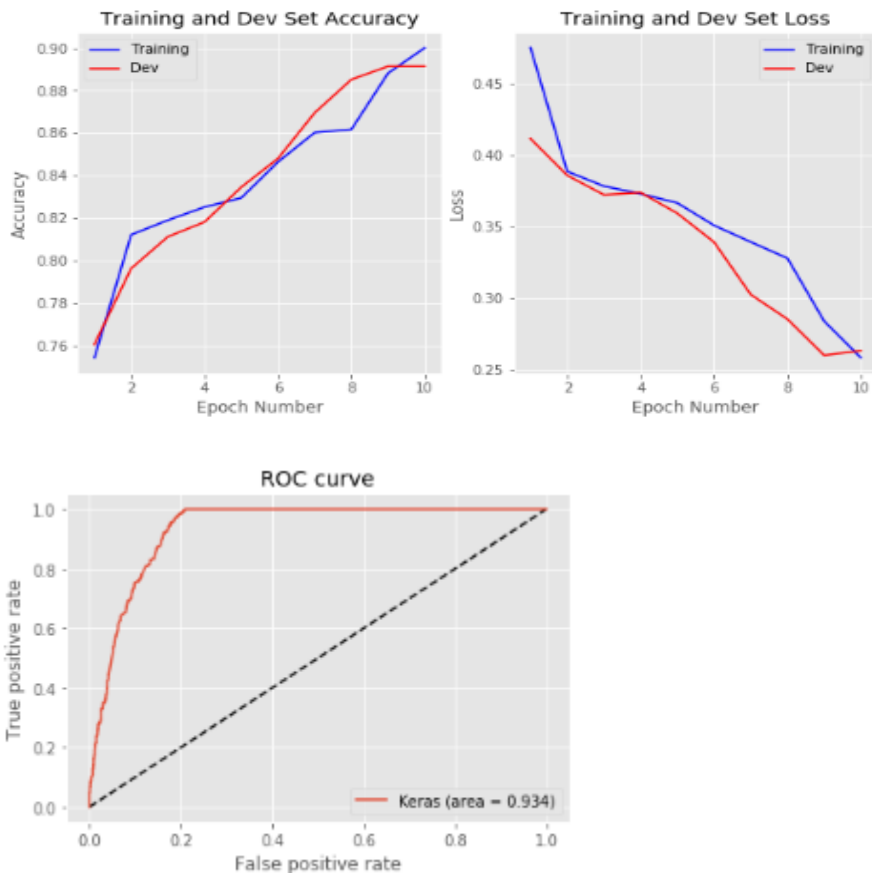 Training and Dev Set Accuracy
Training
Dev
0.90
0.88
0.86
0.84
0.82
0.80
0.78
0.76
Accuracy
2 4 6 8 10
Epoch Number
Training and Dev Set Loss
Training
Dev
0.45
0.40
0.35
0.30
0.25
Loss
2 4 6 8 10
Epoch Number
ROC curve
1.0
0.8
0.6
0.4
0.2
0.0
True positive rate
Keras (area = 0.934)
0.0 0.2 0.4 0.6 0.8 1.0
False positive rate